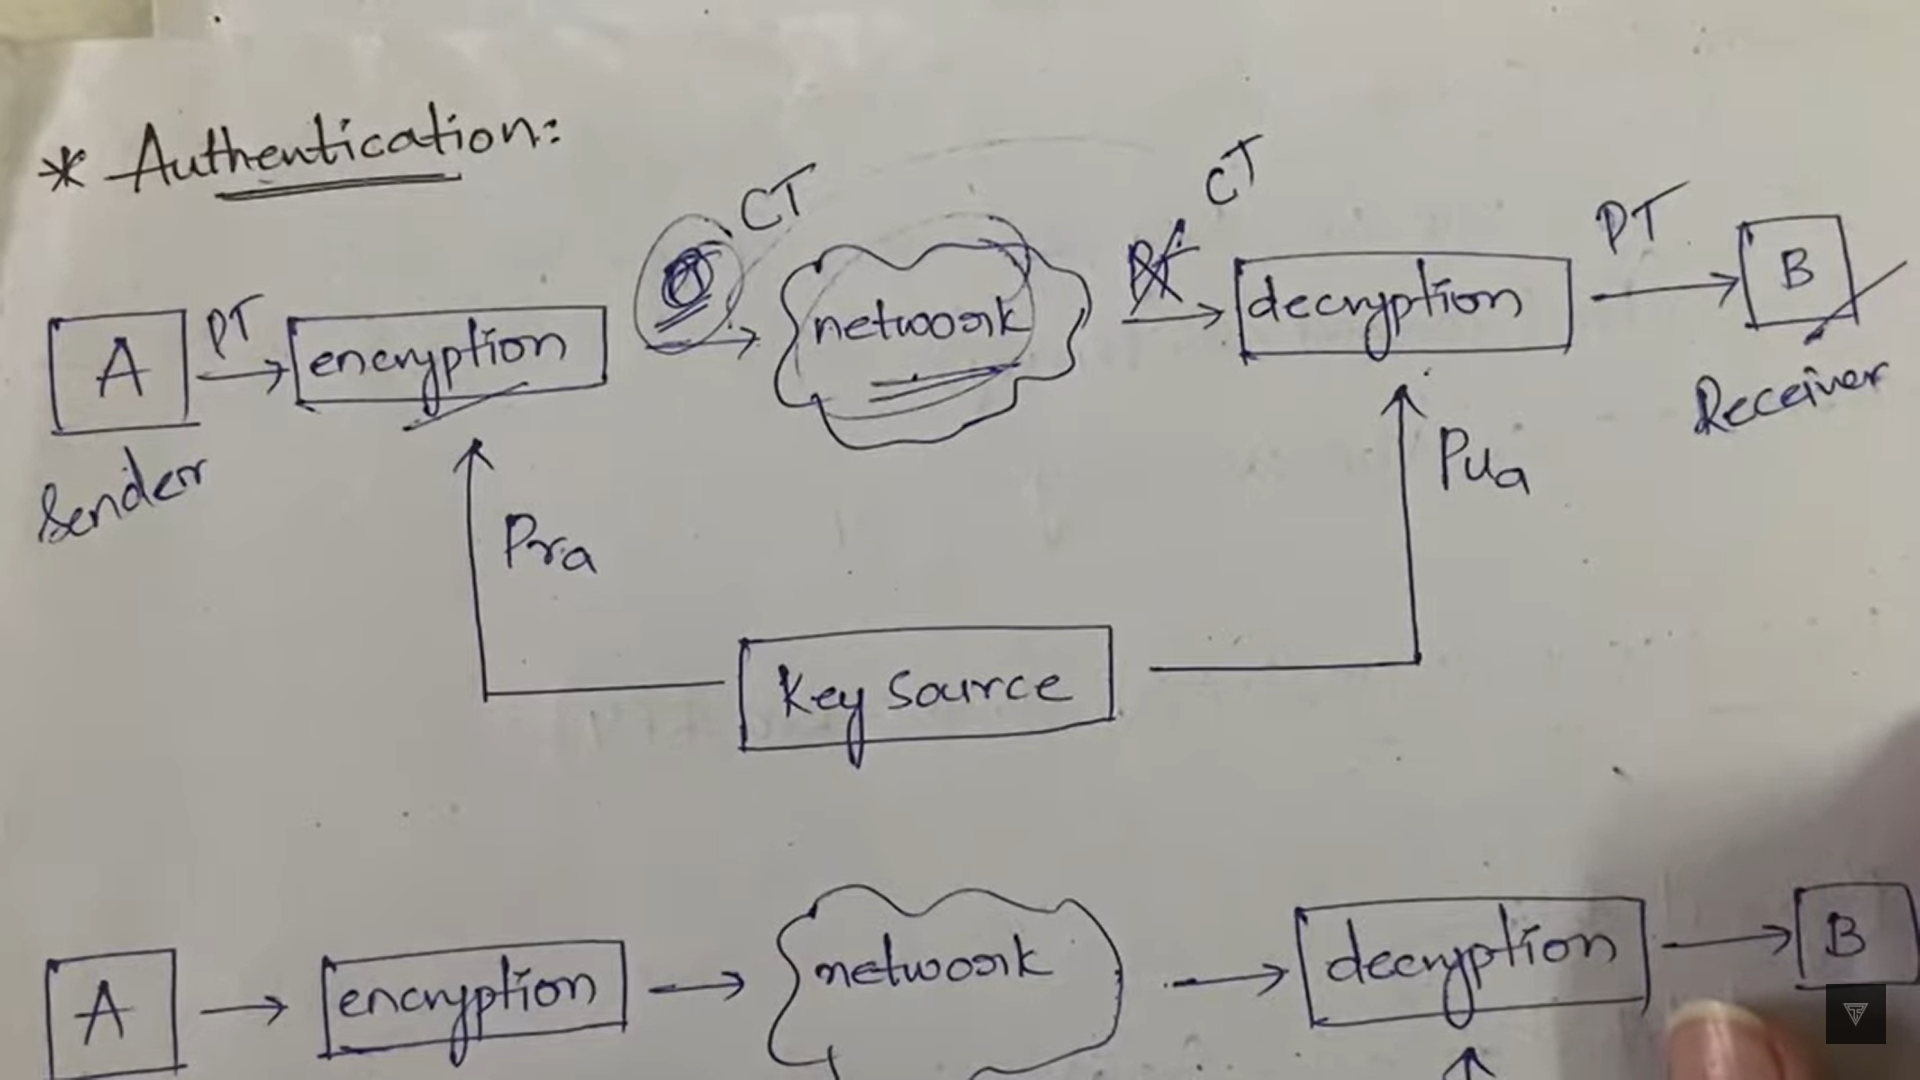 * Authentication:
CT
CT
PT
PT
A
encryption
network
decryption
B
Sender
Receiver
Pra
Pua
Key Source
A
encryption
network
decryption
B